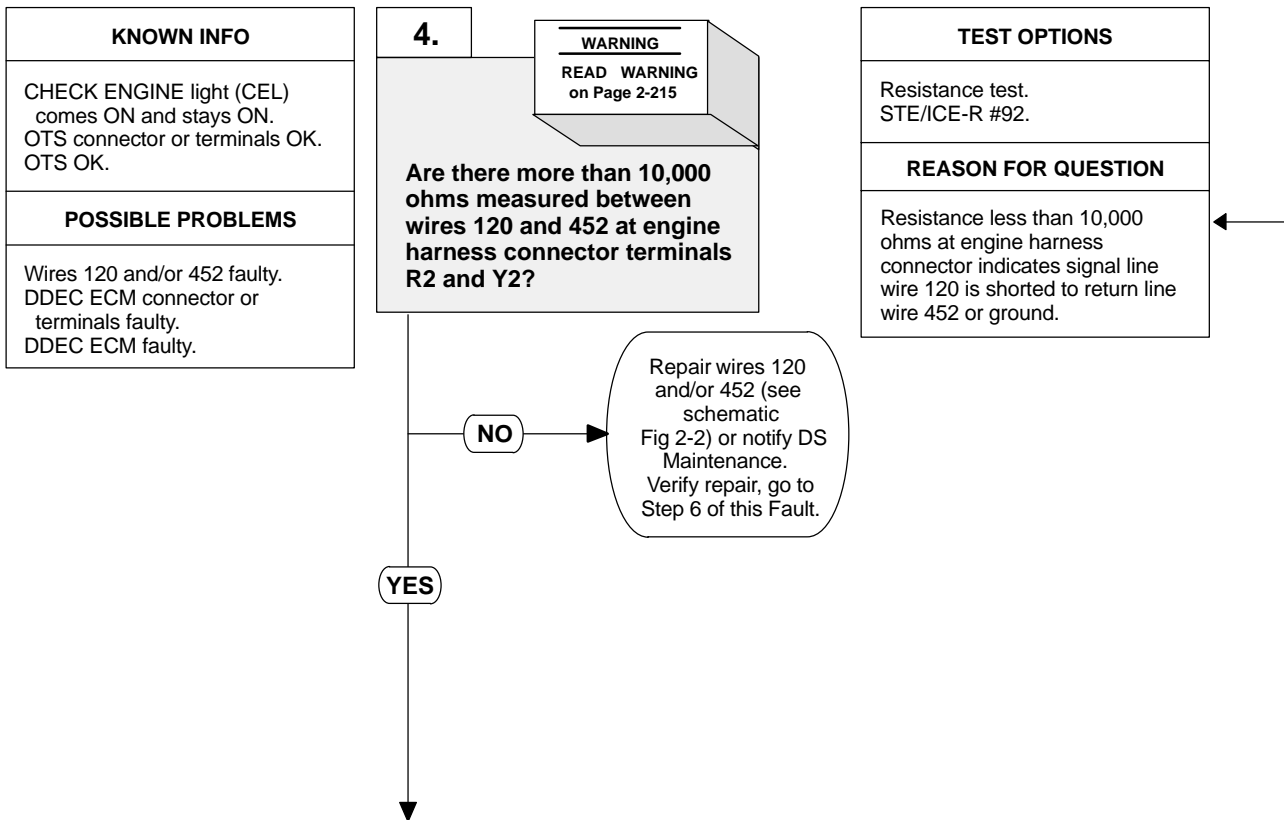 KNOWN INFO
CHECK ENGINE light (CEL)
comes ON and stays ON.
OTS connector or terminals OK.
OTS OK.
POSSIBLE PROBLEMS
Wires 120 and/or 452 faulty.
DDEC ECM connector or
terminals faulty.
DDEC ECM faulty.
4.
WARNING
READ WARNING
on Page 2-215
Are there more than 10,000
ohms measured between
wires 120 and 452 at engine
harness connector terminals
R2 and Y2?
TEST OPTIONS
Resistance test.
STE/ICE-R #92.
REASON FOR QUESTION
Resistance less than 10,000
ohms at engine harness
connector indicates signal line
wire 120 is shorted to return line
wire 452 or ground.
NO
Repair wires 120
and/or 452 (see
schematic
Fig 2-2) or notify DS
Maintenance.
Verify repair, go to
Step 6 of this Fault.
YES